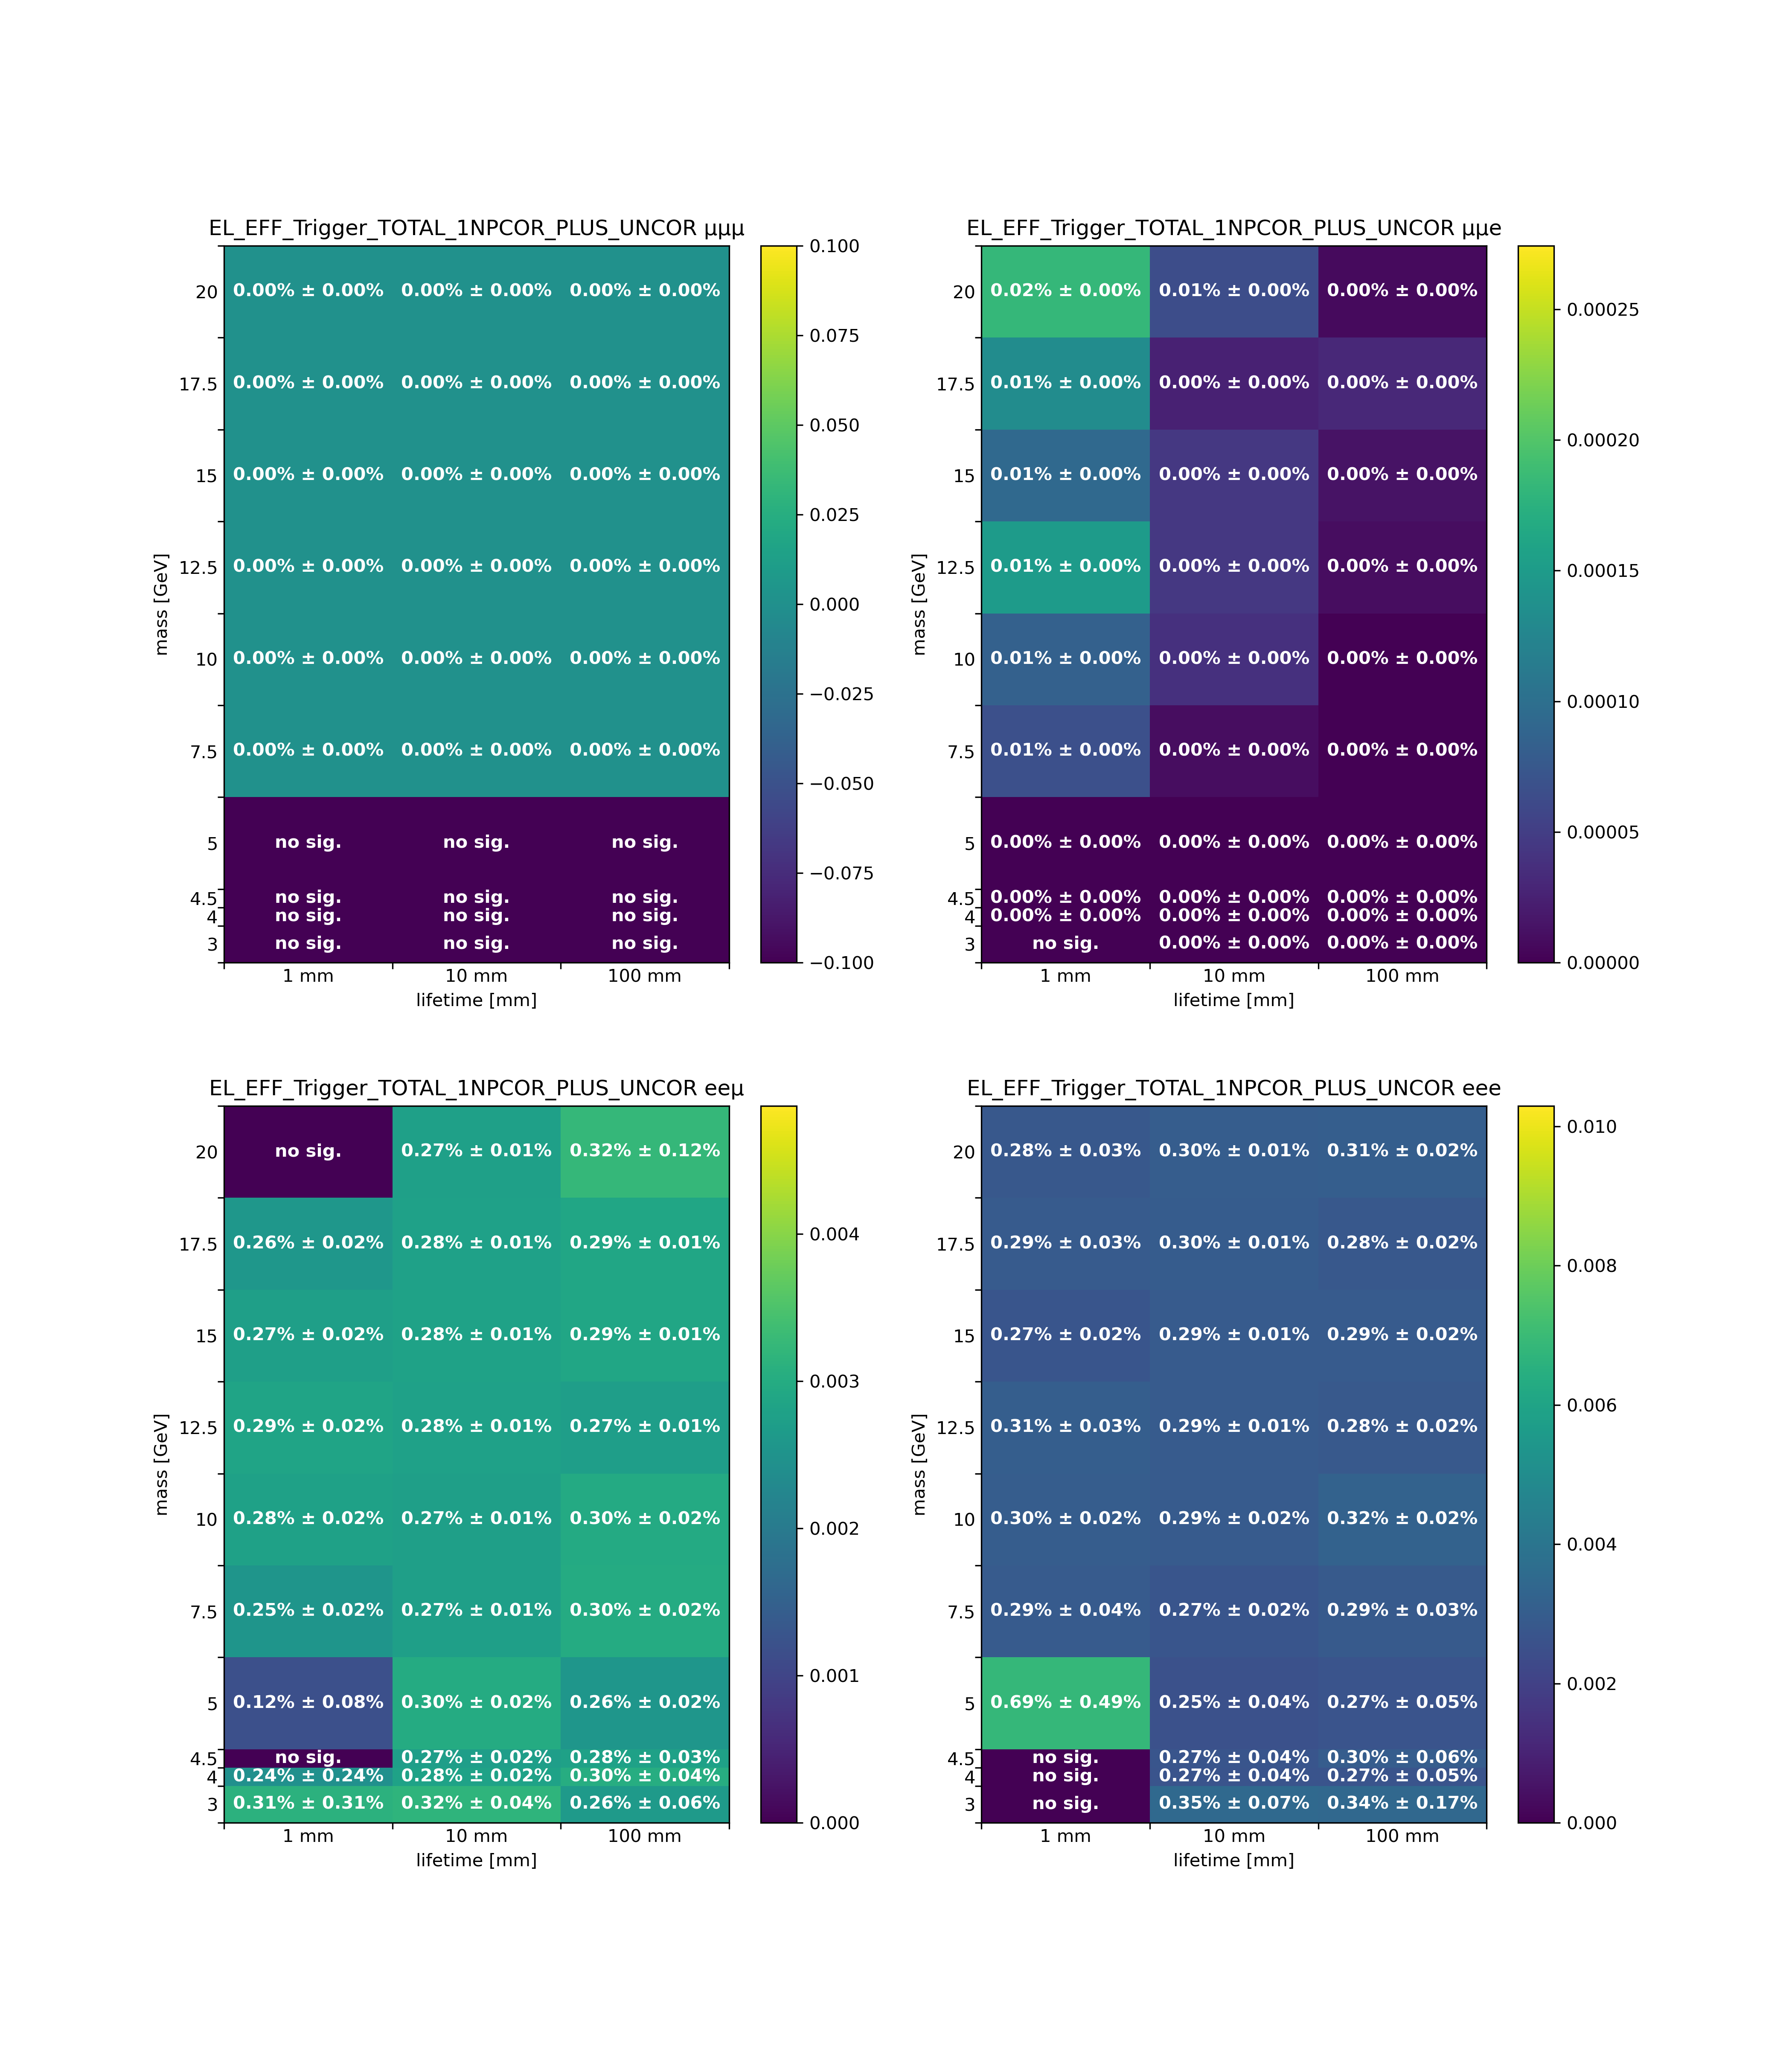 EL_EFF_Trigger_TOTAL_1NPCOR_PLUS_UNCOR μμμ
20 0.00% ± 0.00% 0.00% ± 0.00% 0.00% ± 0.00%
17.5 0.00% ± 0.00% 0.00% ± 0.00% 0.00% ± 0.00%
15 0.00% ± 0.00% 0.00% ± 0.00% 0.00% ± 0.00%
12.5 0.00% ± 0.00% 0.00% ± 0.00% 0.00% ± 0.00%
10 0.00% ± 0.00% 0.00% ± 0.00% 0.00% ± 0.00%
7.5 0.00% ± 0.00% 0.00% ± 0.00% 0.00% ± 0.00%
5 no sig. no sig. no sig.
4.5 no sig. no sig. no sig.
4 no sig. no sig. no sig.
3 no sig. no sig. no sig.
1 mm 10 mm 100 mm
lifetime [mm]
mass [GeV]
0.100
0.075
0.050
0.025
0.000
−0.025
−0.050
−0.075
−0.100
EL_EFF_Trigger_TOTAL_1NPCOR_PLUS_UNCOR μμe
20 0.02% ± 0.00% 0.01% ± 0.00% 0.00% ± 0.00%
17.5 0.01% ± 0.00% 0.00% ± 0.00% 0.00% ± 0.00%
15 0.01% ± 0.00% 0.00% ± 0.00% 0.00% ± 0.00%
12.5 0.01% ± 0.00% 0.00% ± 0.00% 0.00% ± 0.00%
10 0.01% ± 0.00% 0.00% ± 0.00% 0.00% ± 0.00%
7.5 0.01% ± 0.00% 0.00% ± 0.00% 0.00% ± 0.00%
5 0.00% ± 0.00% 0.00% ± 0.00% 0.00% ± 0.00%
4.5 0.00% ± 0.00% 0.00% ± 0.00% 0.00% ± 0.00%
4 0.00% ± 0.00% 0.00% ± 0.00% 0.00% ± 0.00%
3 no sig. 0.00% ± 0.00% 0.00% ± 0.00%
1 mm 10 mm 100 mm
lifetime [mm]
mass [GeV]
0.00025
0.00020
0.00015
0.00010
0.00005
0.00000
EL_EFF_Trigger_TOTAL_1NPCOR_PLUS_UNCOR eeμ
20 no sig. 0.27% ± 0.01% 0.32% ± 0.12%
17.5 0.26% ± 0.02% 0.28% ± 0.01% 0.29% ± 0.01%
15 0.27% ± 0.02% 0.28% ± 0.01% 0.29% ± 0.01%
12.5 0.29% ± 0.02% 0.28% ± 0.01% 0.27% ± 0.01%
10 0.28% ± 0.02% 0.27% ± 0.01% 0.30% ± 0.02%
7.5 0.25% ± 0.02% 0.27% ± 0.01% 0.30% ± 0.02%
5 0.12% ± 0.08% 0.30% ± 0.02% 0.26% ± 0.02%
4.5 no sig. 0.27% ± 0.02% 0.28% ± 0.03%
4 0.24% ± 0.24% 0.28% ± 0.02% 0.30% ± 0.04%
3 0.31% ± 0.31% 0.32% ± 0.04% 0.26% ± 0.06%
1 mm 10 mm 100 mm
lifetime [mm]
mass [GeV]
0.004
0.003
0.002
0.001
0.000
EL_EFF_Trigger_TOTAL_1NPCOR_PLUS_UNCOR eee
20 0.28% ± 0.03% 0.30% ± 0.01% 0.31% ± 0.02%
17.5 0.29% ± 0.03% 0.30% ± 0.01% 0.28% ± 0.02%
15 0.27% ± 0.02% 0.29% ± 0.01% 0.29% ± 0.02%
12.5 0.31% ± 0.03% 0.29% ± 0.01% 0.28% ± 0.02%
10 0.30% ± 0.02% 0.29% ± 0.02% 0.32% ± 0.02%
7.5 0.29% ± 0.04% 0.27% ± 0.02% 0.29% ± 0.03%
5 0.69% ± 0.49% 0.25% ± 0.04% 0.27% ± 0.05%
4.5 no sig. 0.27% ± 0.04% 0.30% ± 0.06%
4 no sig. 0.27% ± 0.04% 0.27% ± 0.05%
3 no sig. 0.35% ± 0.07% 0.34% ± 0.17%
1 mm 10 mm 100 mm
lifetime [mm]
mass [GeV]
0.010
0.008
0.006
0.004
0.002
0.000